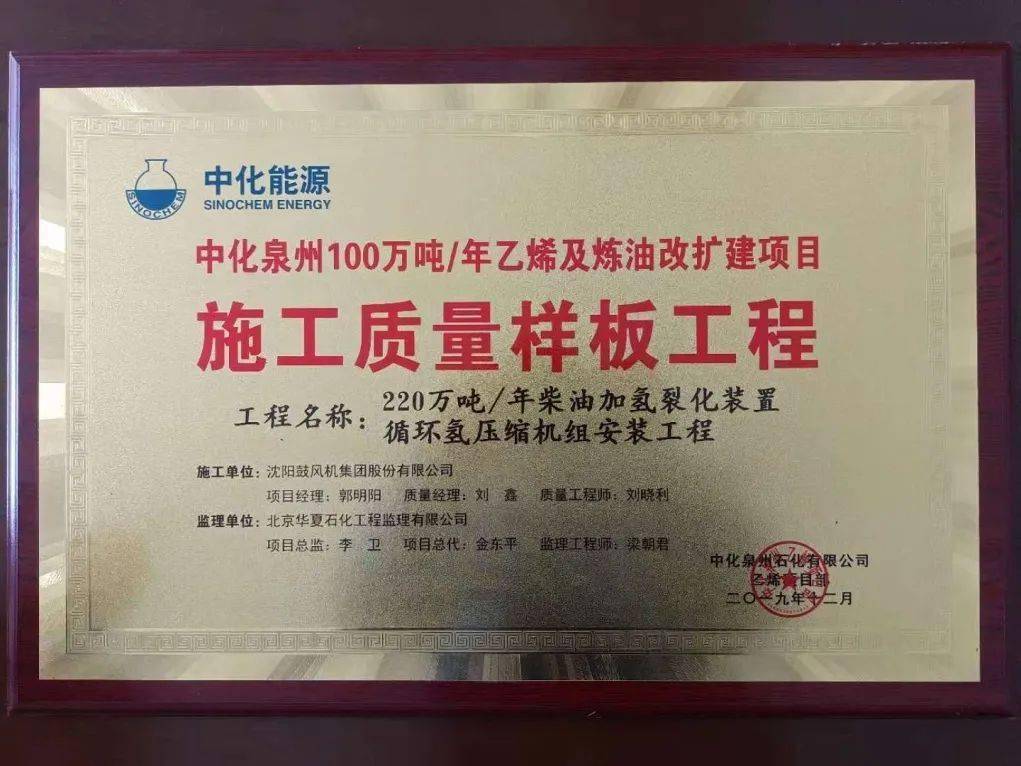 中化能源
SINOCHEM ENERGY
SINOCHEM
中化泉州100万吨/年乙烯及炼油改扩建项目
施工质量样板工程
工程名称：220万吨/年柴油加氢裂化装置
循环氢压缩机组安装工程
施工单位：沈阳鼓风机集团股份有限公司
项目经理：郭明阳 质量经理：刘 鑫 质量工程师：刘晓利
监理单位：北京华夏石化工程监理有限公司
项目总监：李 卫 项目总代：金东平 监理工程师：梁朝君
中化泉州石化有限公司
乙烯项目部
二〇一九年十二月